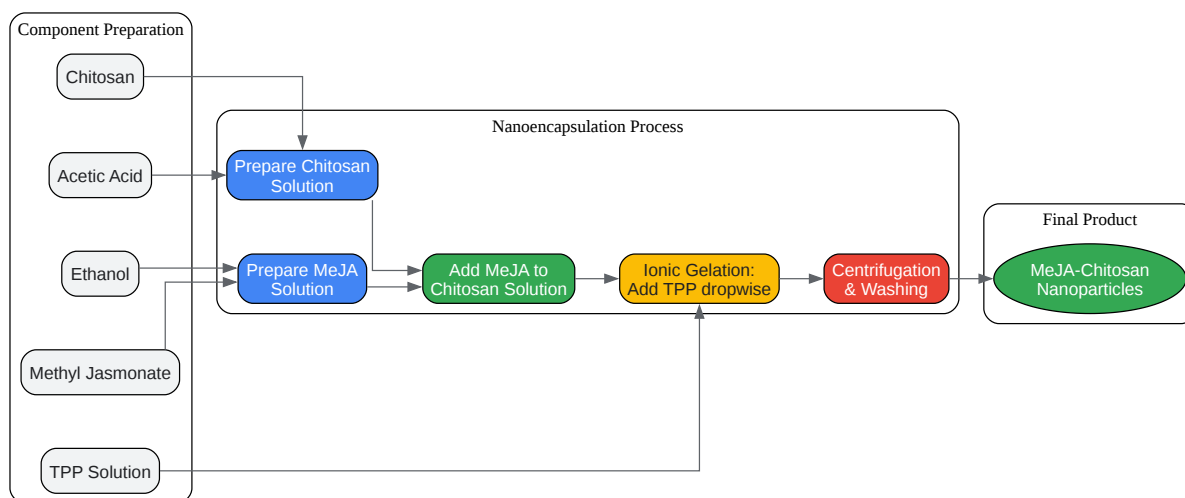 Component Preparation
Chitosan
Acetic Acid
Ethanol
Methyl Jasmonate
TPP Solution
Nanoencapsulation Process
Prepare Chitosan
Solution
Prepare MeJA
Solution
Add MeJA to
Chitosan Solution
Ionic Gelation:
Add TPP dropwise
Centrifugation
& Washing
Final Product
MeJA-Chitosan
Nanoparticles